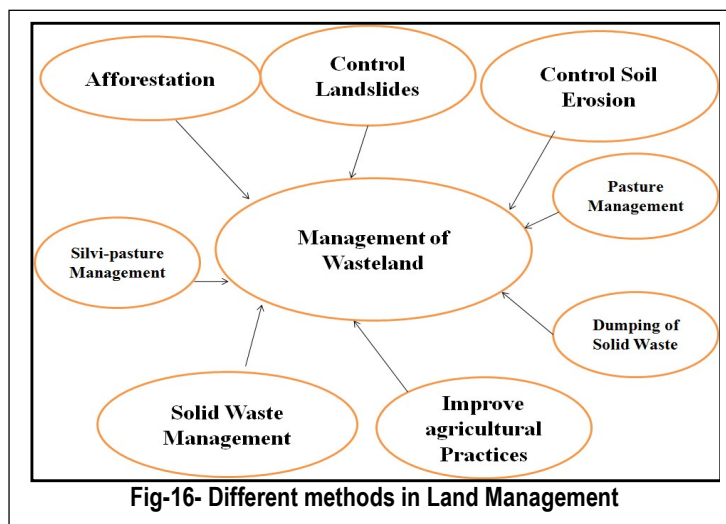 Afforestation
Control
Landslides
Control Soil
Erosion
Pasture
Management
Silvi-pasture
Management
Management of
Wasteland
Dumping of
Solid Waste
Solid Waste
Management
Improve
agricultural
Practices
Fig-16- Different methods in Land Management